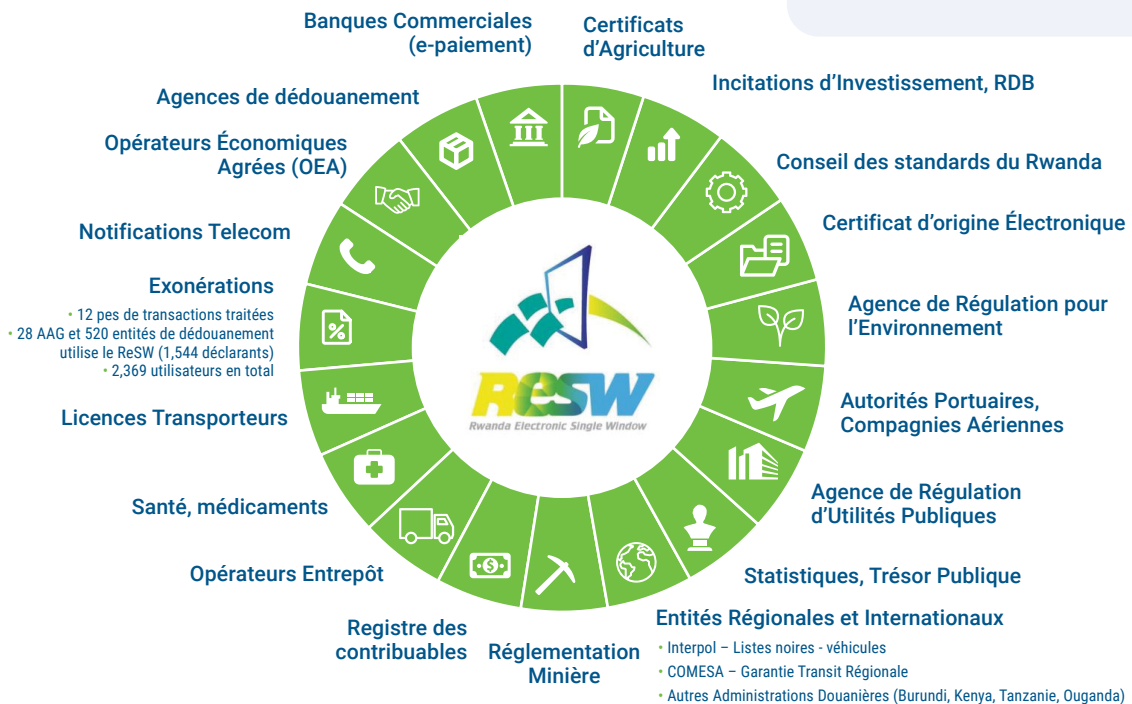 Banques Commerciales
(e-paiement)
Certificats
d'Agriculture
Incitations d'Investissement, RDB
Agences de dédouanement
Opérateurs Économiques
Agrées (OEA)
Conseil des standards du Rwanda
Notifications Telecom
Certificat d'origine Électronique
Exonérations
• 12 pes de transactions traitées
• 28 AAG et 520 entités de dédouanement
utilise le ReSW (1,544 déclarants)
• 2,369 utilisateurs en total
Agence de Régulation pour
l'Environnement
ReSW
Rwanda Electronic Single Window
Licences Transporteurs
Autorités Portuaires,
Compagnies Aériennes
Santé, médicaments
Agence de Régulation
d'Utilités Publiques
Opérateurs Entrepôt
Statistiques, Trésor Publique
Registre des
contribuables
Réglementation
Minière
Entités Régionales et Internationaux
• Interpol – Listes noires - véhicules
• COMESA – Garantie Transit Régionale
• Autres Administrations Douanières (Burundi, Kenya, Tanzanie, Ouganda)